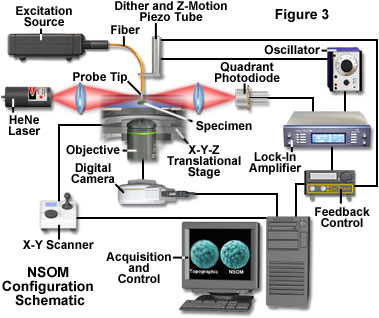 Excitation
Source
Dither and Z-Motion
Piezo Tube
Figure 3
Fiber
Oscillator
Quadrant
Photodiode
Probe Tip
HeNe
Laser
Specimen
Objective
X-Y-Z
Translational
Stage
Lock-In
Amplifier
Digital
Camera
Feedback
Control
X-Y Scanner
Acquisition
and
Control
Topographic
NSOM
NSOM
Configuration
Schematic